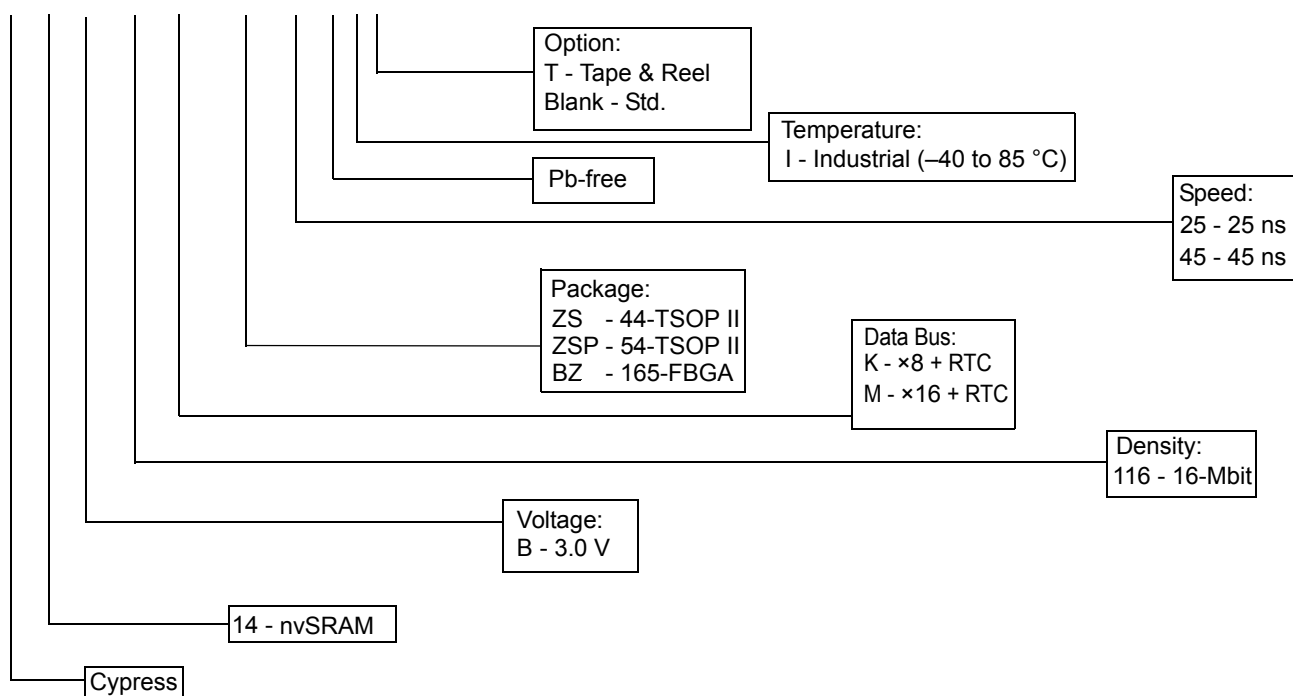 Option:
T - Tape & Reel
Blank - Std.
Temperature:
I - Industrial (–40 to 85 °C)
Pb-free
Speed:
25 - 25 ns
45 - 45 ns
Package:
ZS - 44-TSOP II
ZSP - 54-TSOP II
BZ - 165-FBGA
Data Bus:
K - ×8 + RTC
M - ×16 + RTC
Density:
116 - 16-Mbit
Voltage:
B - 3.0 V
14 - nvSRAM
Cypress